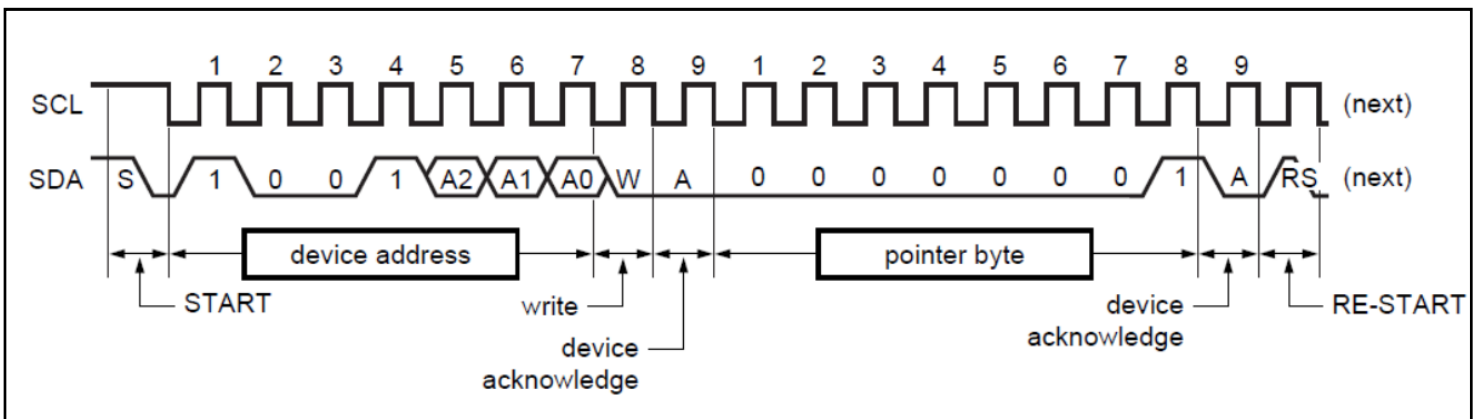 1 2 3 4 5 6 7 8 9 1 2 3 4 5 6 7 8 9
SCL (next)
SDA S 1 0 0 1 A2 A1 A0 W A 0 0 0 0 0 0 0 1 A RS (next)
device address pointer byte
START write device RE-START
device acknowledge
acknowledge